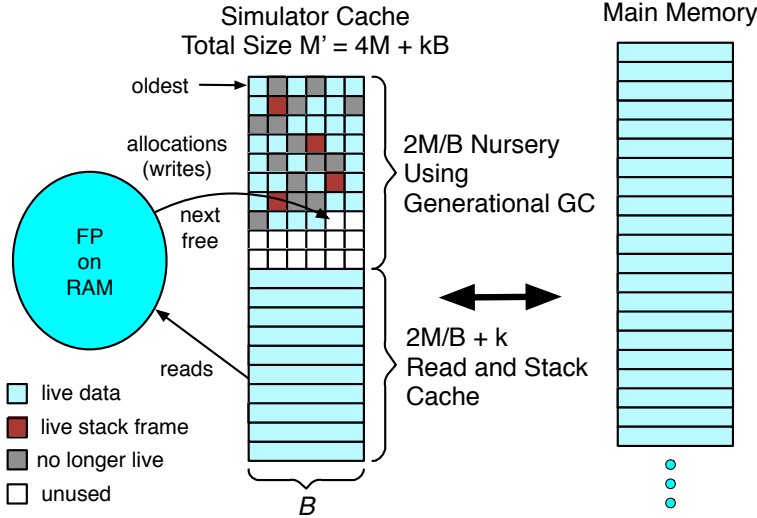 Simulator Cache
Total Size M' = 4M + kB
Main Memory
oldest
allocations
(writes)
next
free
FP
on
RAM
reads
2M/B Nursery
Using
Generational GC
2M/B + k
Read and Stack
Cache
live data
live stack frame
no longer live
unused
B